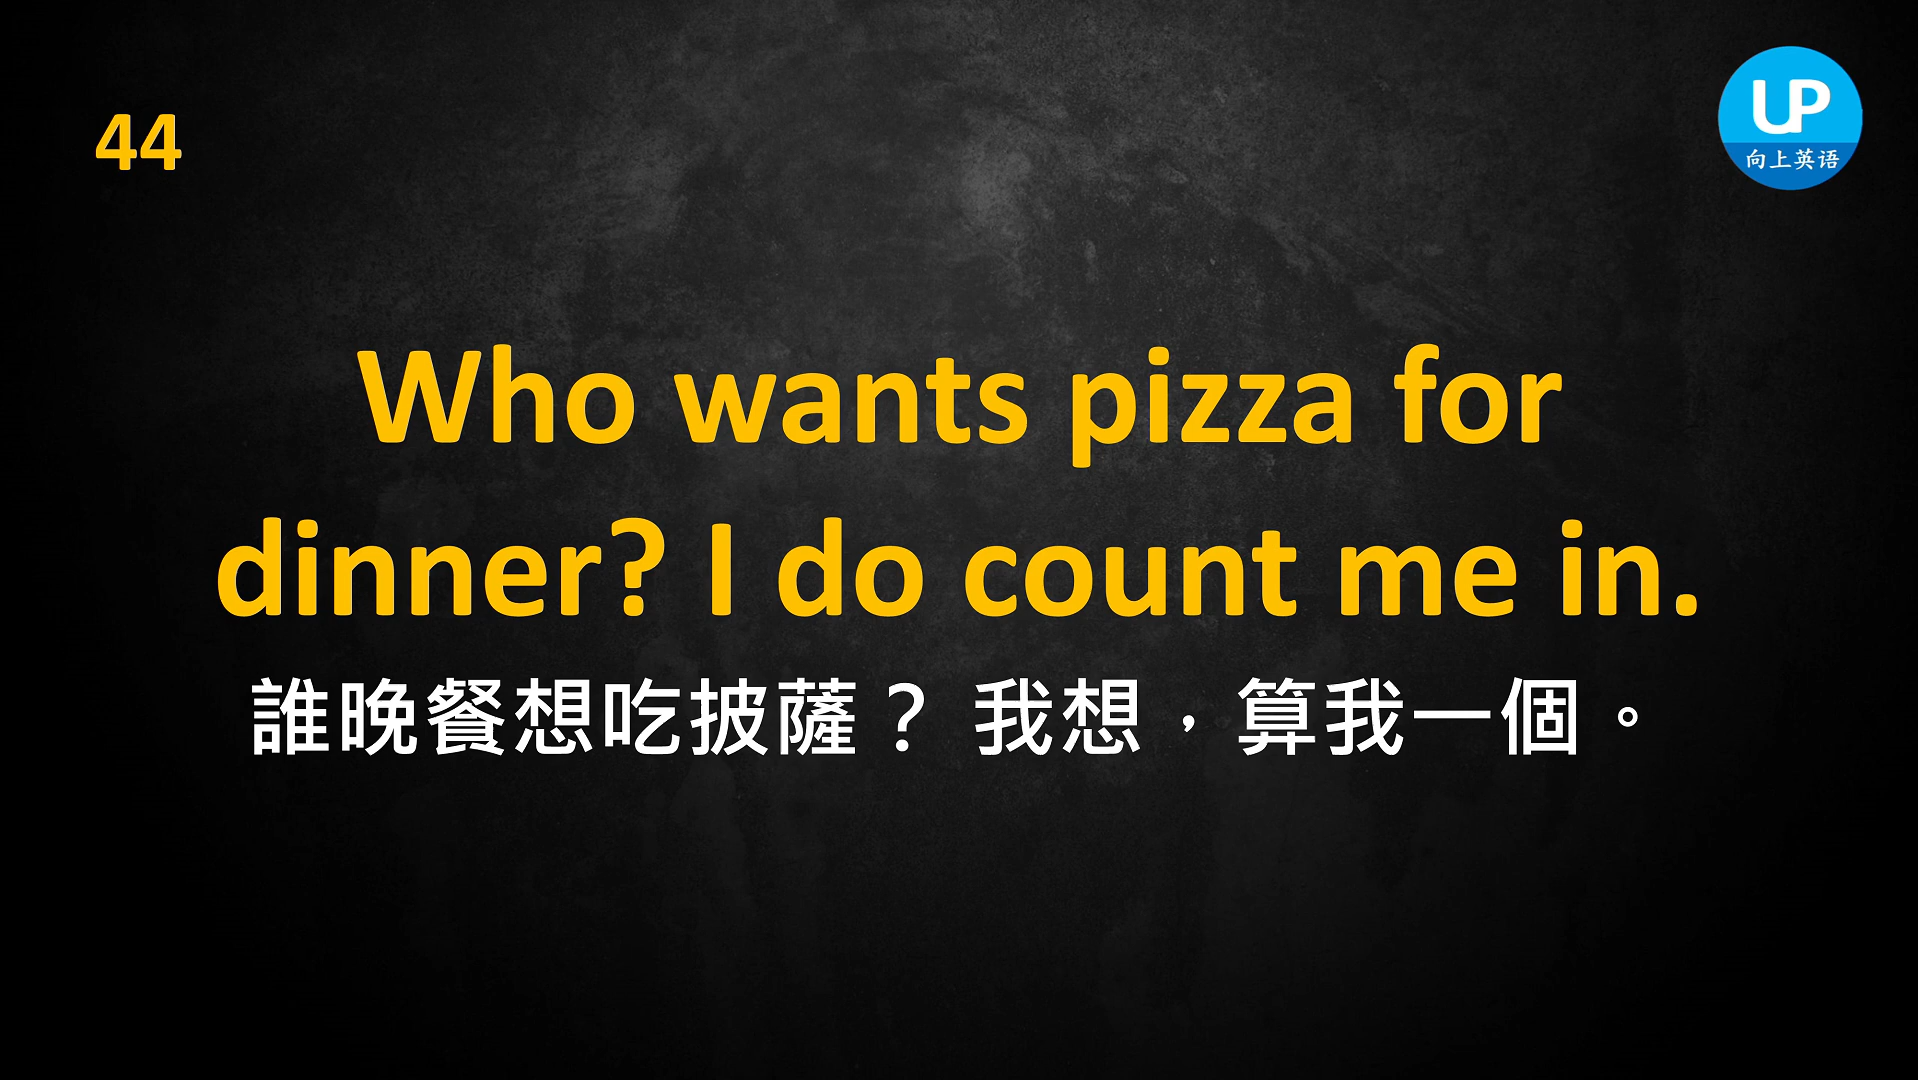 44
UP
向上英语
Who wants pizza for
dinner? I do count me in.
誰晚餐想吃披薩？ 我想，算我一個。